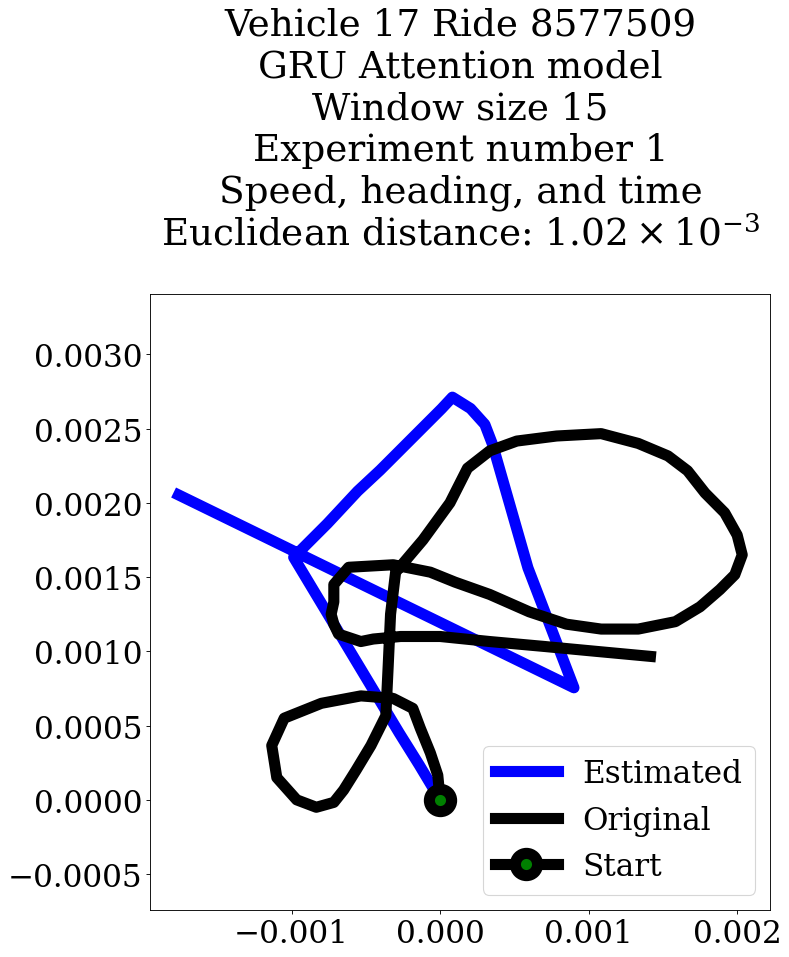 Vehicle 17 Ride 8577509
GRU Attention model
Window size 15
Experiment number 1
Speed, heading, and time
Euclidean distance: 1.02 × 10⁻³
0.0030
0.0025
0.0020
0.0015
0.0010
0.0005
0.0000
−0.0005
Estimated
Original
Start
−0.001 0.000 0.001 0.002